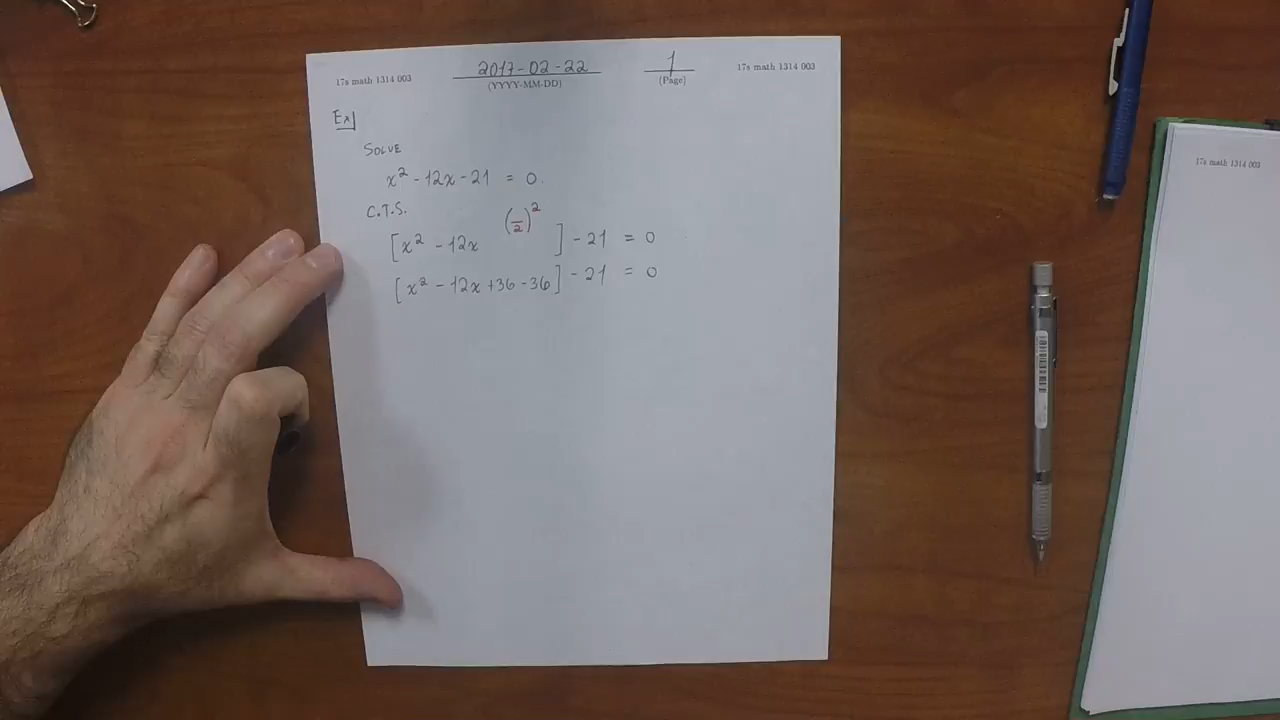 17s math 1314 003 2017-02-22 1 17s math 1314 003
(YYYY-MM-DD) (Page)
Ex
SOLVE
x² - 12x - 21 = 0.
C.T.S. (/2)²
[x² - 12x ] - 21 = 0
[x² - 12x +36 - 36] - 21 = 0
17s math 1314 003